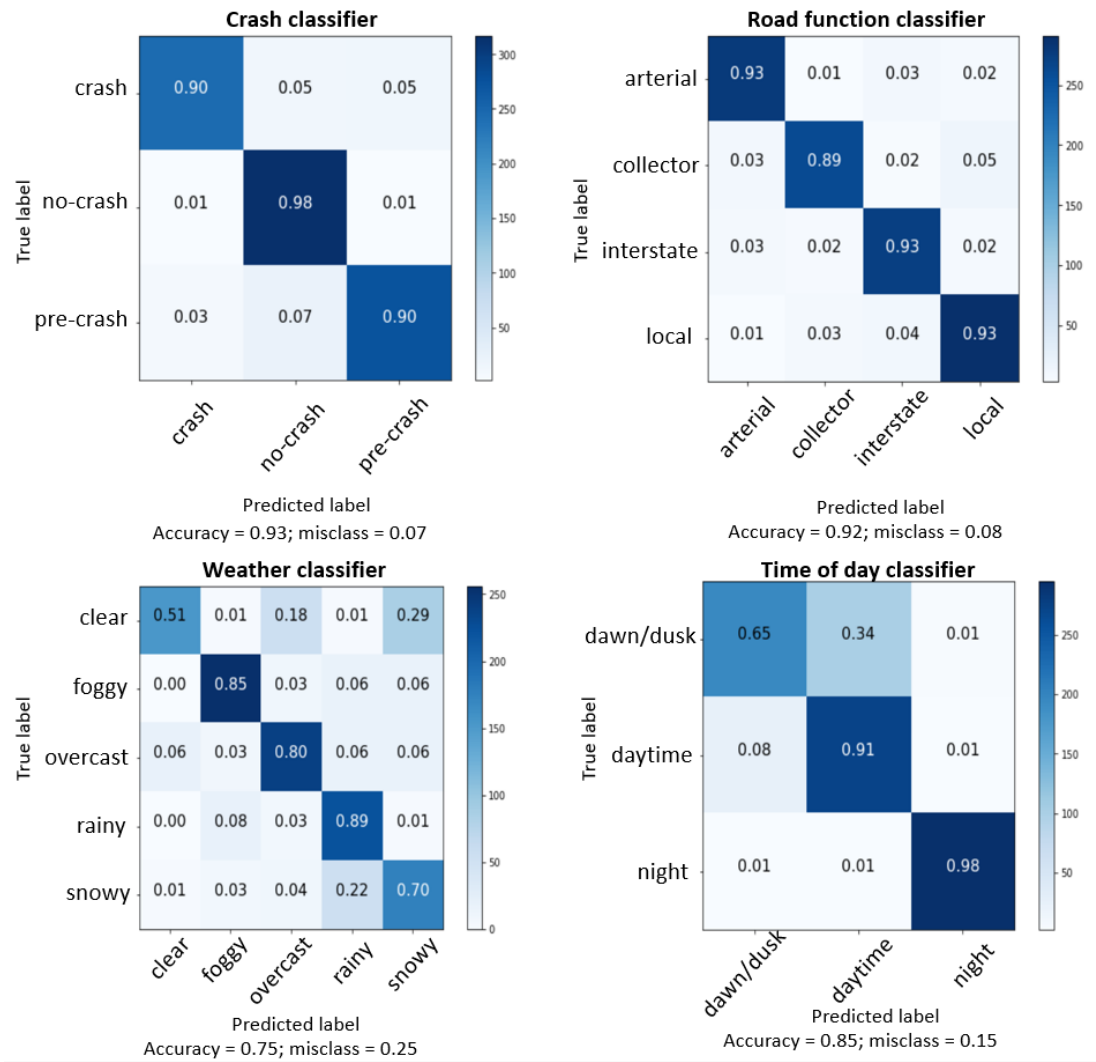 Crash classifier
True label
crash 0.90 0.05 0.05
no-crash 0.01 0.98 0.01
pre-crash 0.03 0.07 0.90
crash no-crash pre-crash
300
250
200
150
100
50
Predicted label
Accuracy = 0.93; misclass = 0.07
Road function classifier
True label
arterial 0.93 0.01 0.03 0.02
collector 0.03 0.89 0.02 0.05
interstate 0.03 0.02 0.93 0.02
local 0.01 0.03 0.04 0.93
arterial collector interstate local
250
200
150
100
50
Predicted label
Accuracy = 0.92; misclass = 0.08
Weather classifier
True label
clear 0.51 0.01 0.18 0.01 0.29
foggy 0.00 0.85 0.03 0.06 0.06
overcast 0.06 0.03 0.80 0.06 0.06
rainy 0.00 0.08 0.03 0.89 0.01
snowy 0.01 0.03 0.04 0.22 0.70
clear foggy overcast rainy snowy
250
200
150
100
50
0
Predicted label
Accuracy = 0.75; misclass = 0.25
Time of day classifier
True label
dawn/dusk 0.65 0.34 0.01
daytime 0.08 0.91 0.01
night 0.01 0.01 0.98
dawn/dusk daytime night
250
200
150
100
50
Predicted label
Accuracy = 0.85; misclass = 0.15